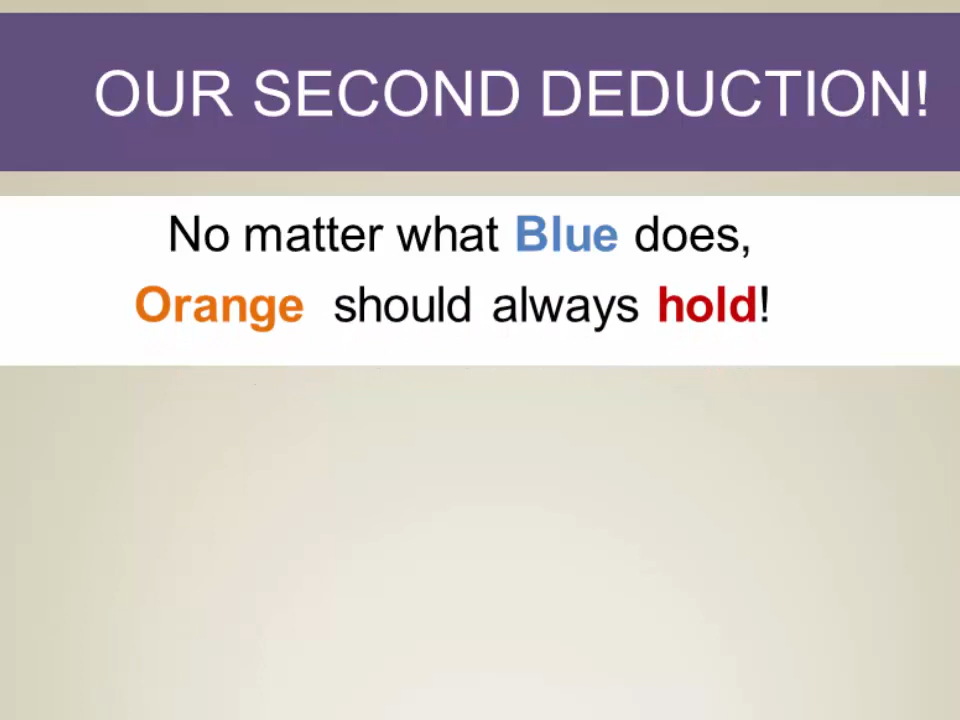 OUR SECOND DEDUCTION!
No matter what Blue does,
Orange should always hold!